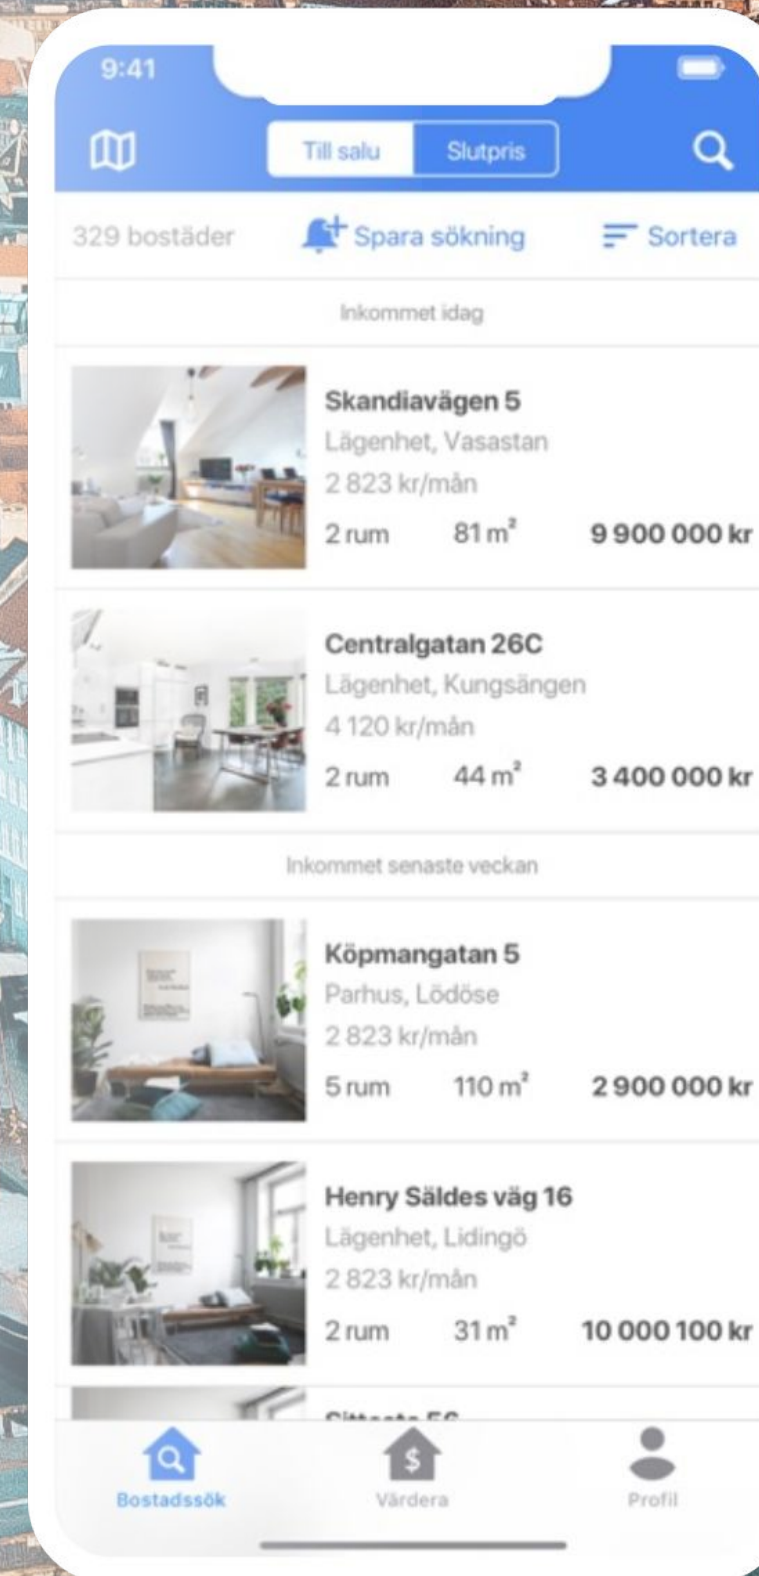 9:41
Till salu Slutpris
329 bostäder Spara sökning Sortera
Inkommet idag
Skandiavägen 5
Lägenhet, Vasastan
2 823 kr/mån
2 rum 81 m² 9 900 000 kr
Centralgatan 26C
Lägenhet, Kungsängen
4 120 kr/mån
2 rum 44 m² 3 400 000 kr
Inkommet senaste veckan
Köpmangatan 5
Parhus, Lödöse
2 823 kr/mån
5 rum 110 m² 2 900 000 kr
Henry Säldes väg 16
Lägenhet, Lidingö
2 823 kr/mån
2 rum 31 m² 10 000 100 kr
$
Bostadssök Värdera Profil